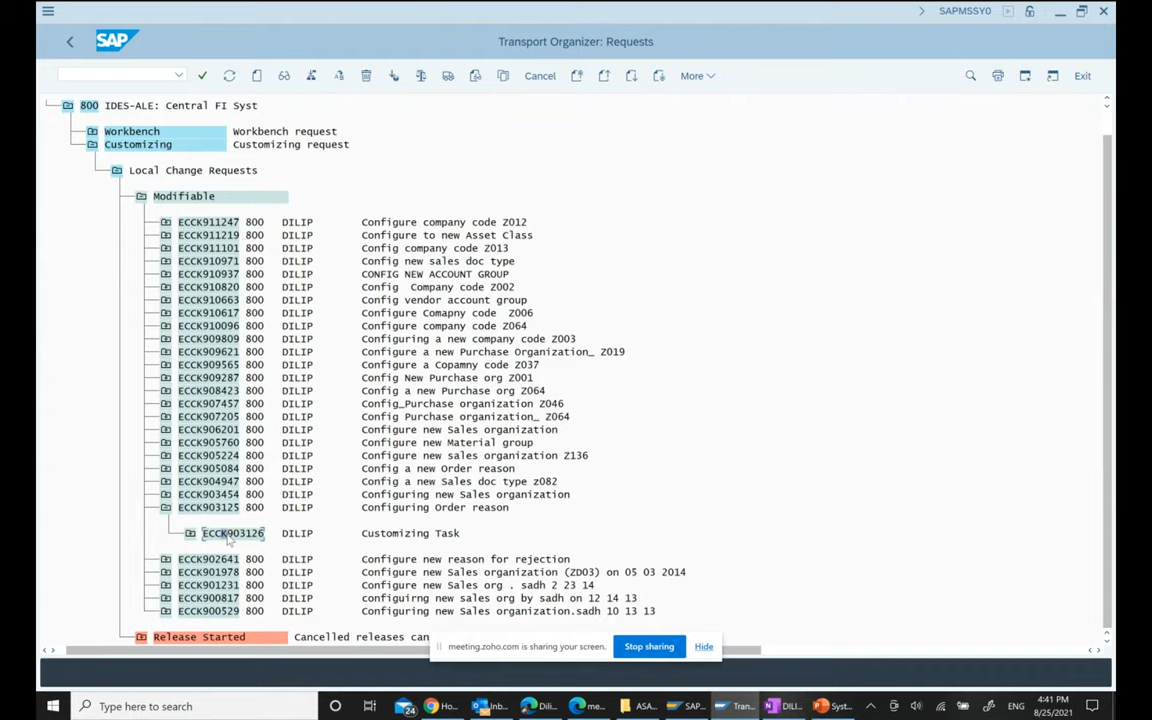 SAPMSSY0
SAP
Transport Organizer: Requests
Cancel
More
Exit
800 IDES-ALE: Central FI Syst
Workbench Workbench request
Customizing Customizing request
Local Change Requests
Modifiable
ECCK911247 800 DILIP Configure company code Z012
ECCK911219 800 DILIP Configure to new Asset Class
ECCK911101 800 DILIP Config company code Z013
ECCK910971 800 DILIP Config new sales doc type
ECCK910937 800 DILIP CONFIG NEW ACCOUNT GROUP
ECCK910820 800 DILIP Config Company code Z002
ECCK910663 800 DILIP Config vendor account group
ECCK910617 800 DILIP Configure Comapny code Z006
ECCK910096 800 DILIP Configure company code Z064
ECCK909809 800 DILIP Configuring a new company code Z003
ECCK909621 800 DILIP Configure a new Purchase Organization_ Z019
ECCK909565 800 DILIP Configure a Copamny code Z037
ECCK909287 800 DILIP Config New Purchase org Z001
ECCK908423 800 DILIP Config a new Purchase org Z064
ECCK907457 800 DILIP Config_Purchase organization Z046
ECCK907205 800 DILIP Config Purchase organization_ Z064
ECCK906201 800 DILIP Configure new Sales organization
ECCK905760 800 DILIP Configure new Material group
ECCK905224 800 DILIP Configure new sales organization Z136
ECCK905084 800 DILIP Config a new Order reason
ECCK904947 800 DILIP Config a new Sales doc type z082
ECCK903454 800 DILIP Configuring new Sales organization
ECCK903125 800 DILIP Configuring Order reason
ECCK903126 DILIP Customizing Task
ECCK902641 800 DILIP Configure new reason for rejection
ECCK901978 800 DILIP Configure new Sales organization (ZD03) on 05 03 2014
ECCK901231 800 DILIP Configure new Sales org . sadh 2 23 14
ECCK900817 800 DILIP configuirng new sales org by sadh on 12 14 13
ECCK900529 800 DILIP Configuring new Sales organization.sadh 10 13 13
Release Started Cancelled releases can
meeting.zoho.com is sharing your screen. Stop sharing Hide
Type here to search
24
Ho...
Inb...
Dili...
me...
ASA...
SAP...
Tran...
DILI...
Syst...
ENG
4:41 PM
8/25/2021